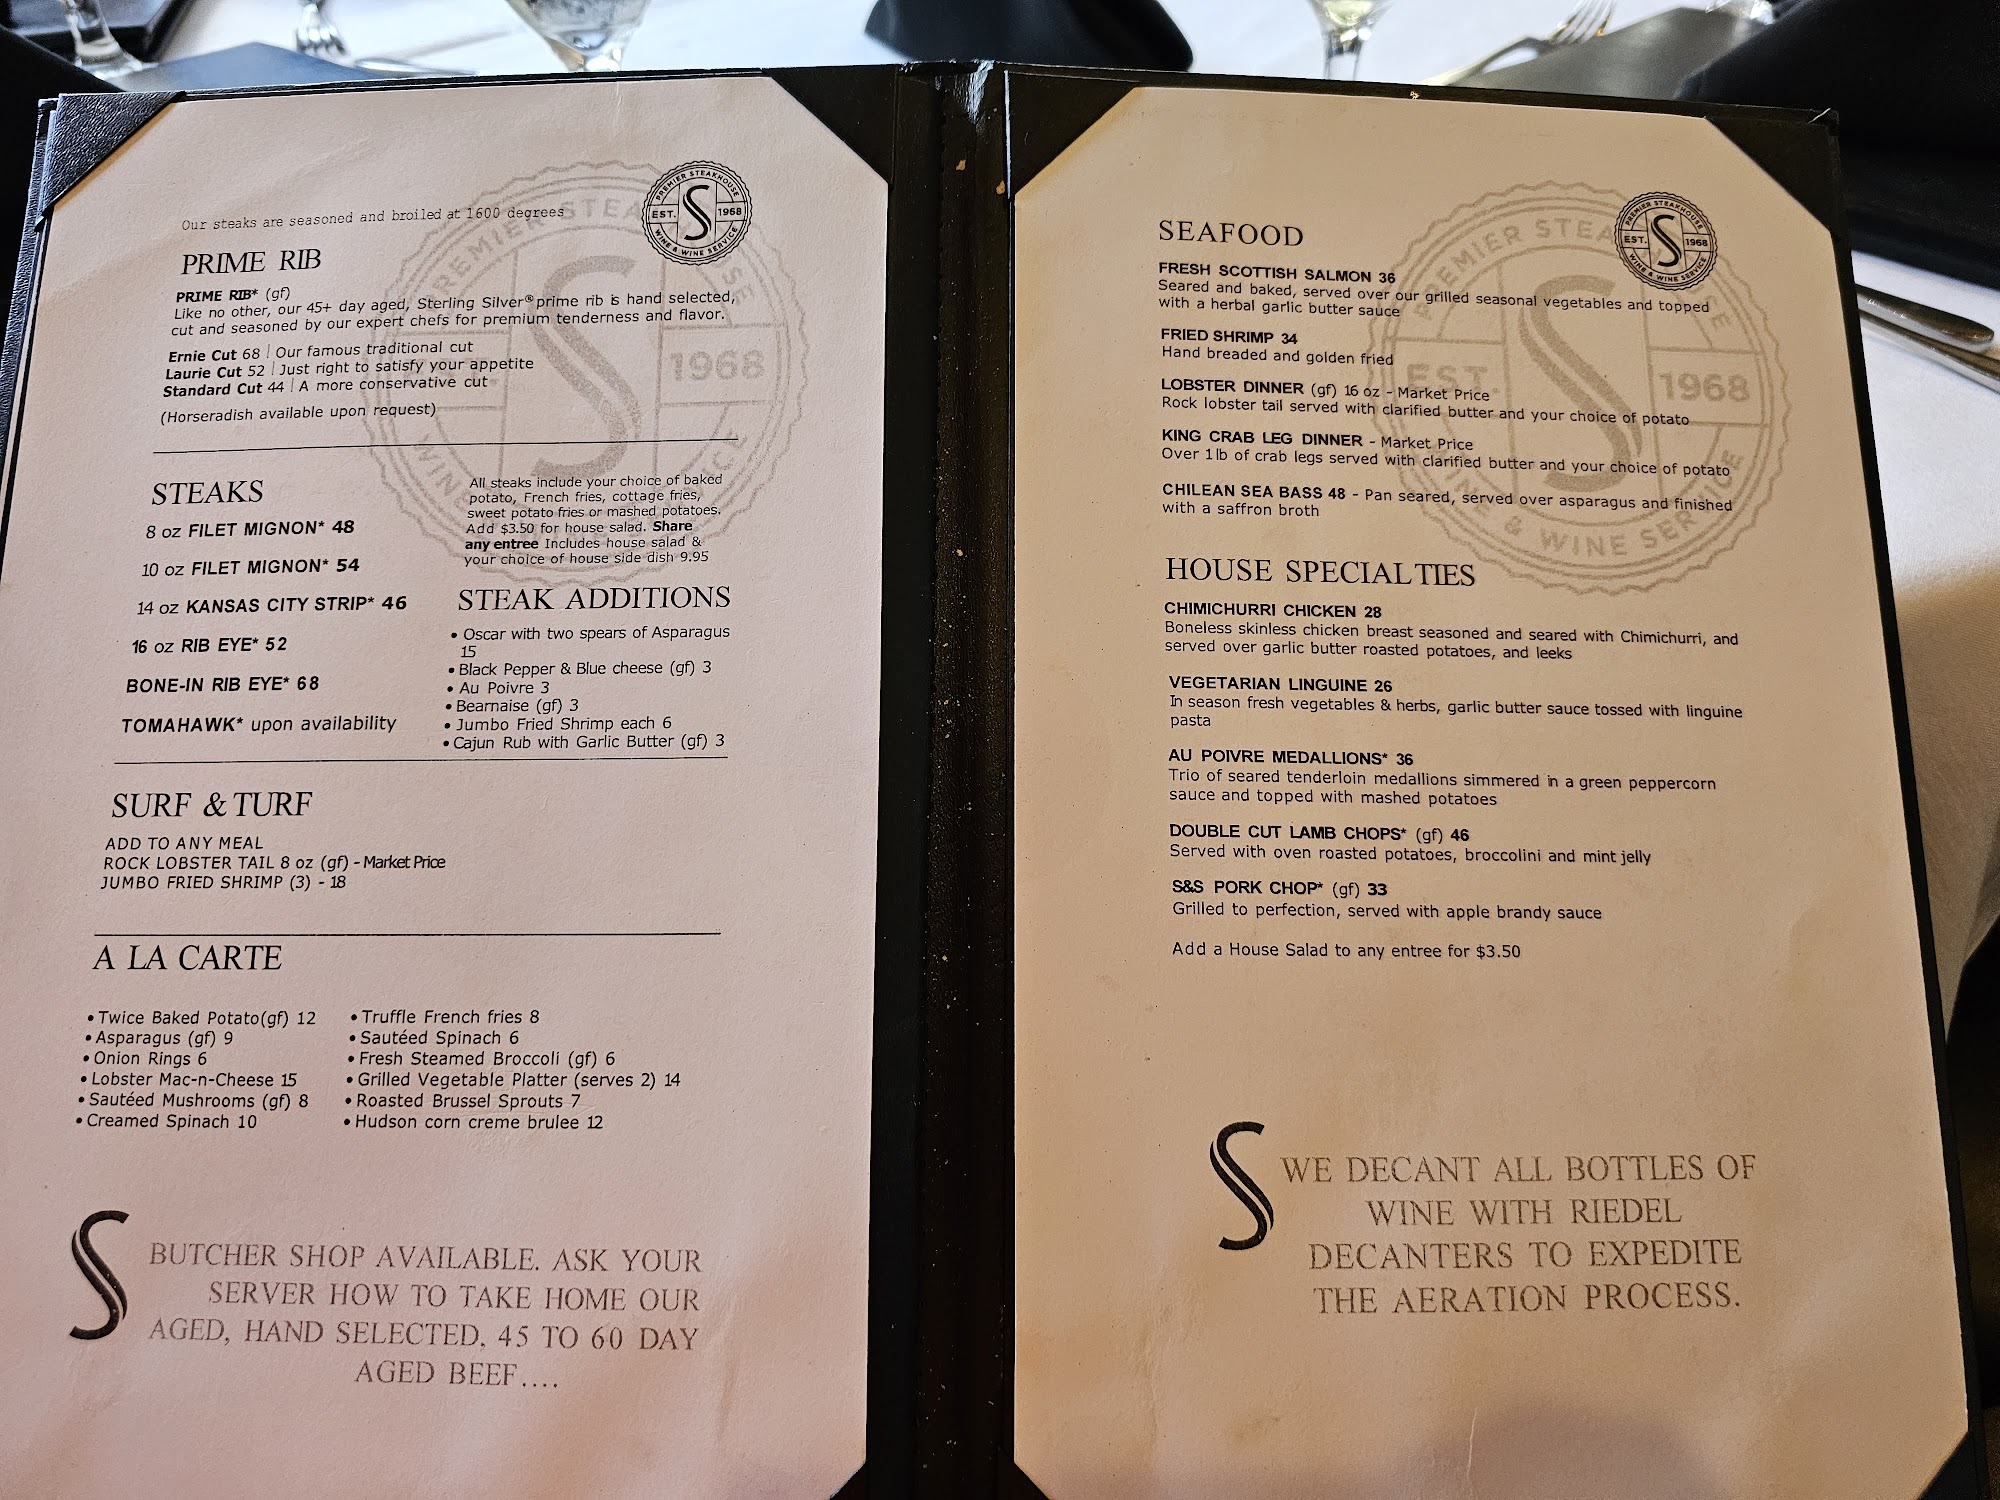 Our steaks are seasoned and broiled at 1600 degrees
PREMIER STEAKHOUSE
EST. S 1968
WINE & WINE SERVICE
PRIME RIB
PRIME RIB* (gf)
Like no other, our 45+ day aged, Sterling Silver® prime rib is hand selected,
cut and seasoned by our expert chefs for premium tenderness and flavor.
Ernie Cut 68 | Our famous traditional cut
Laurie Cut 52 | Just right to satisfy your appetite
Standard Cut 44 | A more conservative cut
(Horseradish available upon request)
STEAKS
8 oz FILET MIGNON* 48
10 oz FILET MIGNON* 54
14 oz KANSAS CITY STRIP* 46
16 oz RIB EYE* 52
BONE-IN RIB EYE* 68
TOMAHAWK* upon availability
All steaks include your choice of baked
potato, French fries, cottage fries,
sweet potato fries or mashed potatoes.
Add $3.50 for house salad. Share
any entree Includes house salad &
your choice of house side dish 9.95
STEAK ADDITIONS
• Oscar with two spears of Asparagus
15
• Black Pepper & Blue cheese (gf) 3
• Au Poivre 3
• Bearnaise (gf) 3
• Jumbo Fried Shrimp each 6
• Cajun Rub with Garlic Butter (gf) 3
SURF & TURF
ADD TO ANY MEAL
ROCK LOBSTER TAIL 8 oz (gf) - Market Price
JUMBO FRIED SHRIMP (3) - 18
A LA CARTE
• Twice Baked Potato(gf) 12
• Asparagus (gf) 9
• Onion Rings 6
• Lobster Mac-n-Cheese 15
• Sautéed Mushrooms (gf) 8
• Creamed Spinach 10
• Truffle French fries 8
• Sautéed Spinach 6
• Fresh Steamed Broccoli (gf) 6
• Grilled Vegetable Platter (serves 2) 14
• Roasted Brussel Sprouts 7
• Hudson corn creme brulee 12
S
BUTCHER SHOP AVAILABLE. ASK YOUR
SERVER HOW TO TAKE HOME OUR
AGED, HAND SELECTED, 45 TO 60 DAY
AGED BEEF....
PREMIER STEAKHOUSE
EST. S 1968
WINE & WINE SERVICE
SEAFOOD
FRESH SCOTTISH SALMON 36
Seared and baked, served over our grilled seasonal vegetables and topped
with a herbal garlic butter sauce
FRIED SHRIMP 34
Hand breaded and golden fried
LOBSTER DINNER (gf) 16 oz - Market Price
Rock lobster tail served with clarified butter and your choice of potato
KING CRAB LEG DINNER - Market Price
Over 1 lb of crab legs served with clarified butter and your choice of potato
CHILEAN SEA BASS 48 - Pan seared, served over asparagus and finished
with a saffron broth
HOUSE SPECIALTIES
CHIMICHURRI CHICKEN 28
Boneless skinless chicken breast seasoned and seared with Chimichurri, and
served over garlic butter roasted potatoes, and leeks
VEGETARIAN LINGUINE 26
In season fresh vegetables & herbs, garlic butter sauce tossed with linguine
pasta
AU POIVRE MEDALLIONS* 36
Trio of seared tenderloin medallions simmered in a green peppercorn
sauce and topped with mashed potatoes
DOUBLE CUT LAMB CHOPS* (gf) 46
Served with oven roasted potatoes, broccolini and mint jelly
S&S PORK CHOP* (gf) 33
Grilled to perfection, served with apple brandy sauce
Add a House Salad to any entree for $3.50
S
WE DECANT ALL BOTTLES OF
WINE WITH RIEDEL
DECANTERS TO EXPEDITE
THE AERATION PROCESS.